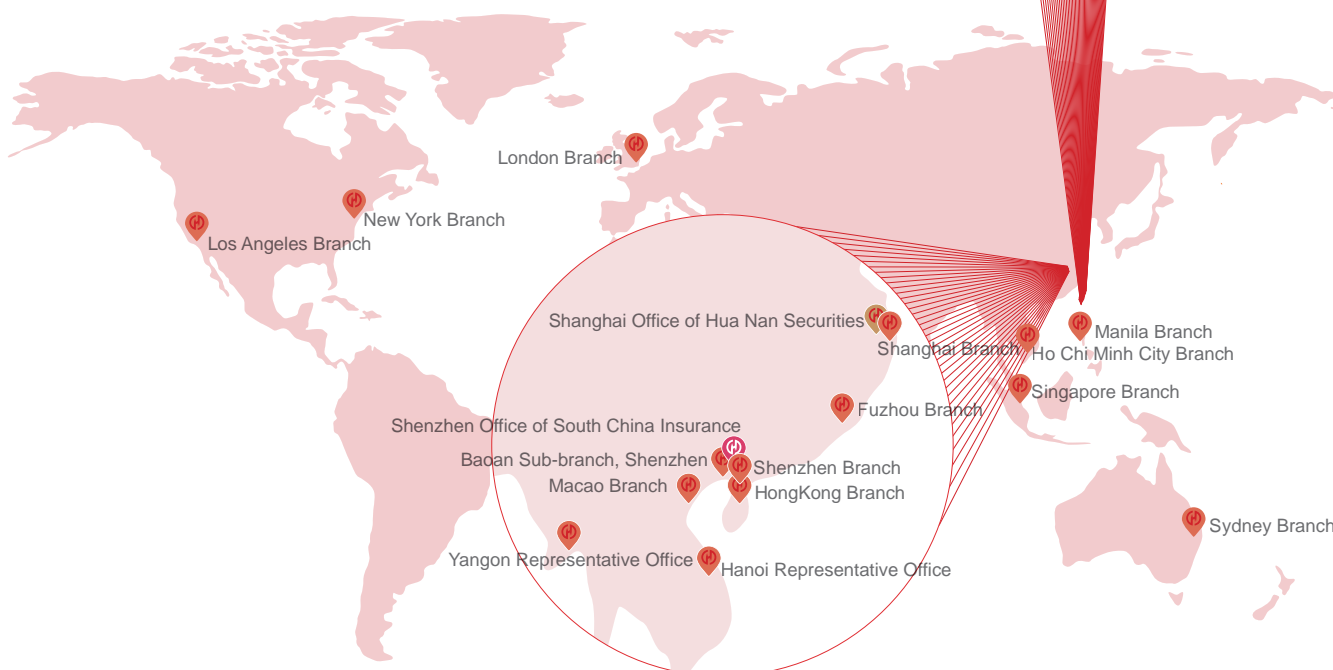 London Branch
New York Branch
Los Angeles Branch
Shanghai Office of Hua Nan Securities
Shanghai Branch
Manila Branch
Ho Chi Minh City Branch
Singapore Branch
Fuzhou Branch
Shenzhen Office of South China Insurance
Baoan Sub-branch, Shenzhen
Shenzhen Branch
Macao Branch
HongKong Branch
Sydney Branch
Yangon Representative Office
Hanoi Representative Office